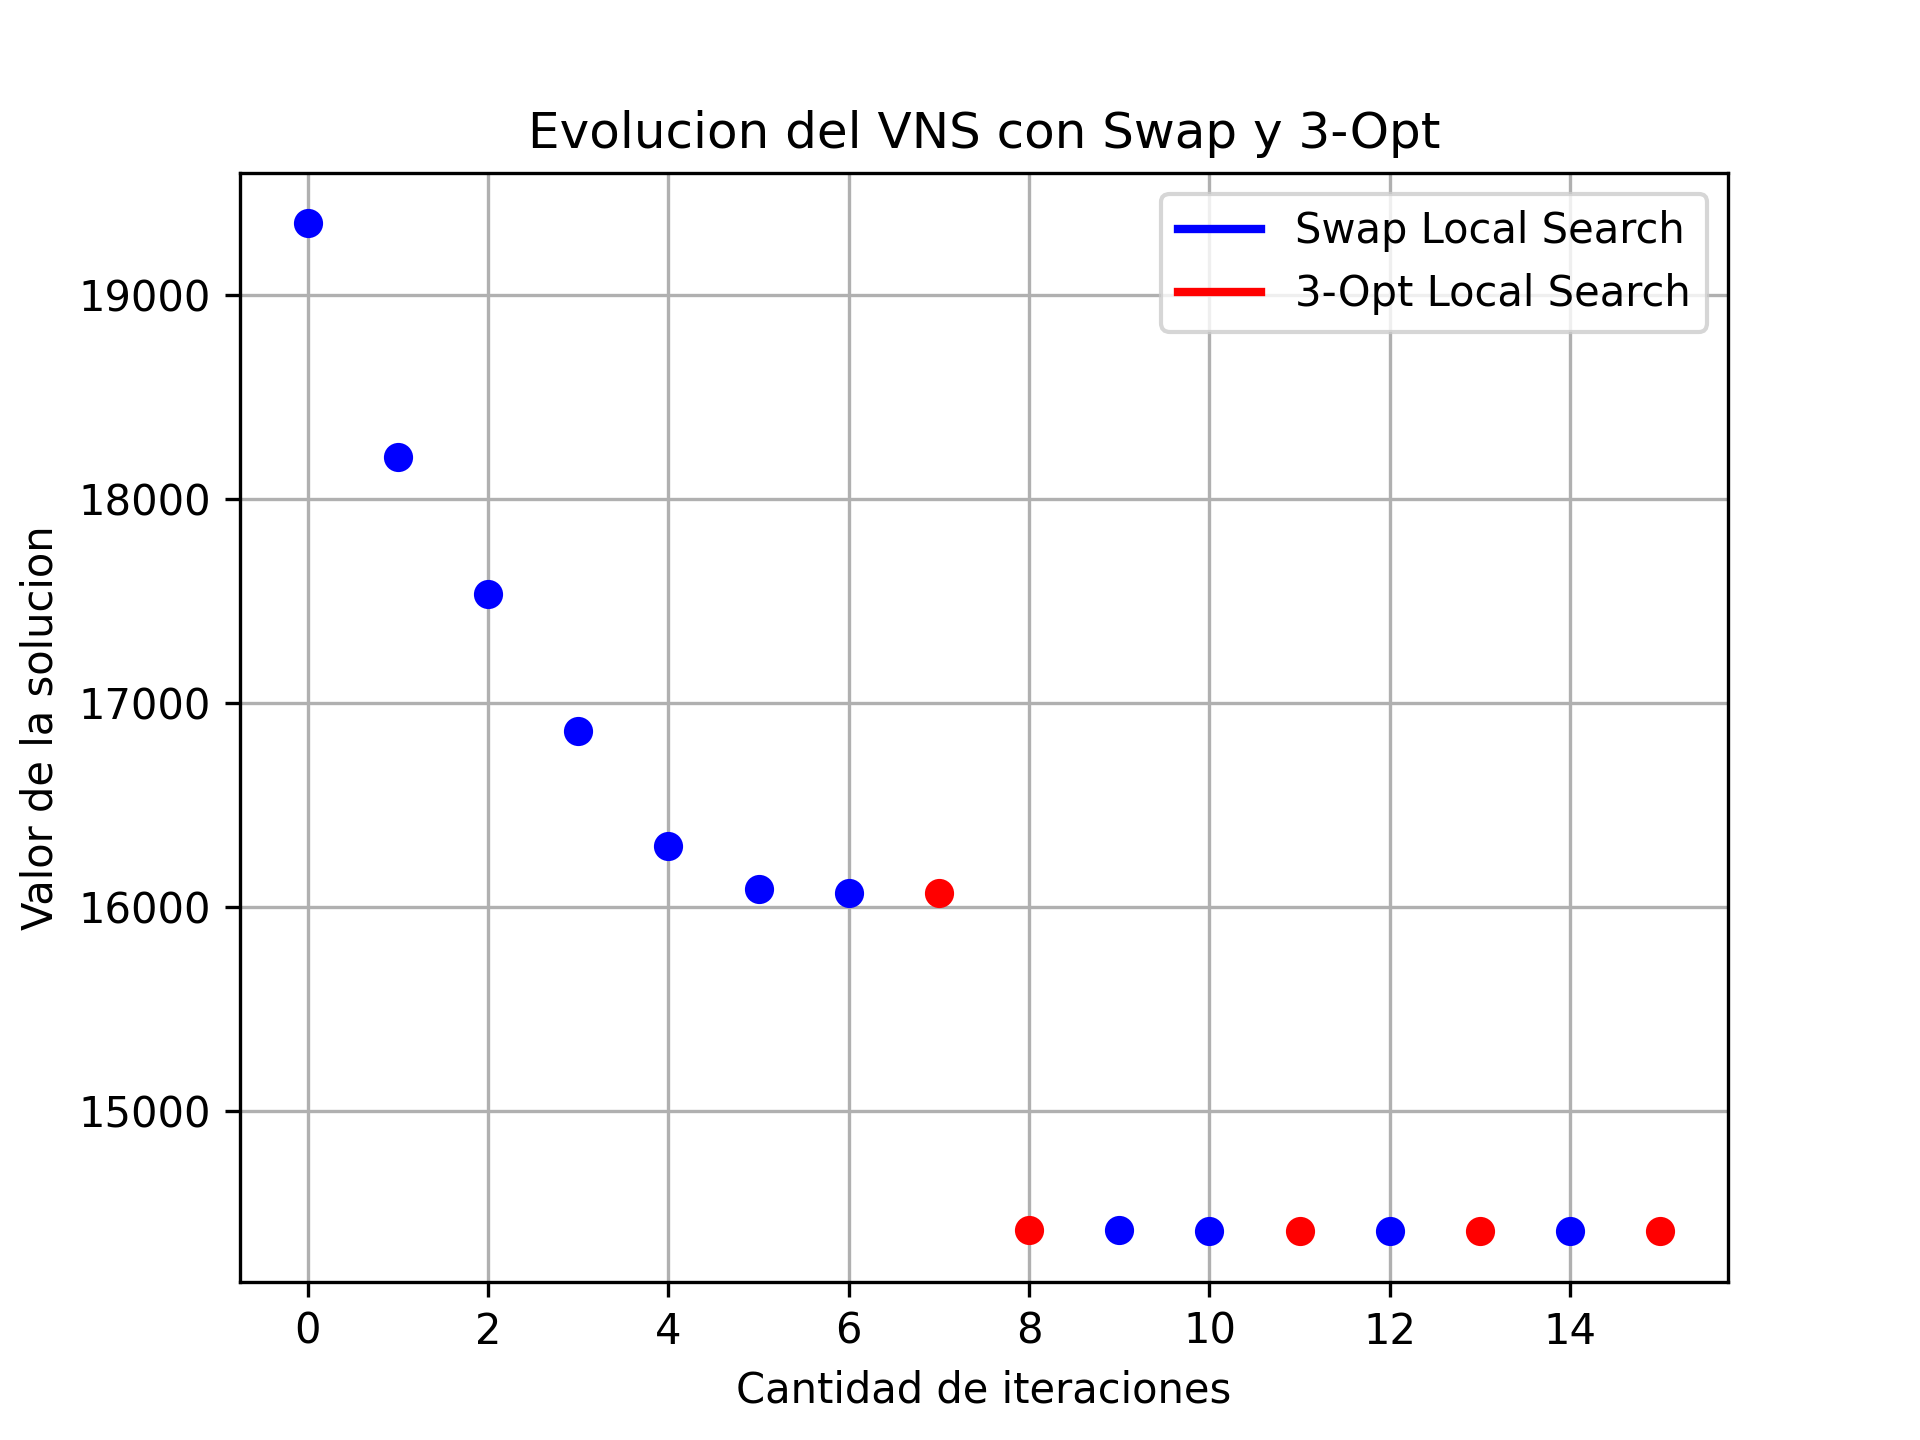 Evolucion del VNS con Swap y 3-Opt
Swap Local Search
3-Opt Local Search
Valor de la solucion
19000
18000
17000
16000
15000
0 2 4 6 8 10 12 14
Cantidad de iteraciones